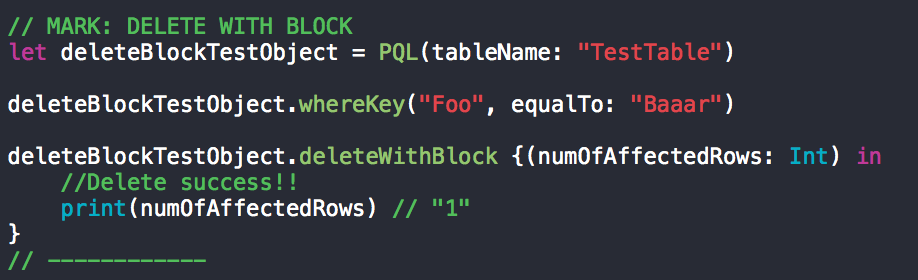 // MARK: DELETE WITH BLOCK
let deleteBlockTestObject = PQL(tableName: "TestTable")
deleteBlockTestObject.whereKey("Foo", equalTo: "Baaar")
deleteBlockTestObject.deleteWithBlock {(numOfAffectedRows: Int) in
    //Delete success!!
    print(numOfAffectedRows) // "1"
}
// ------------